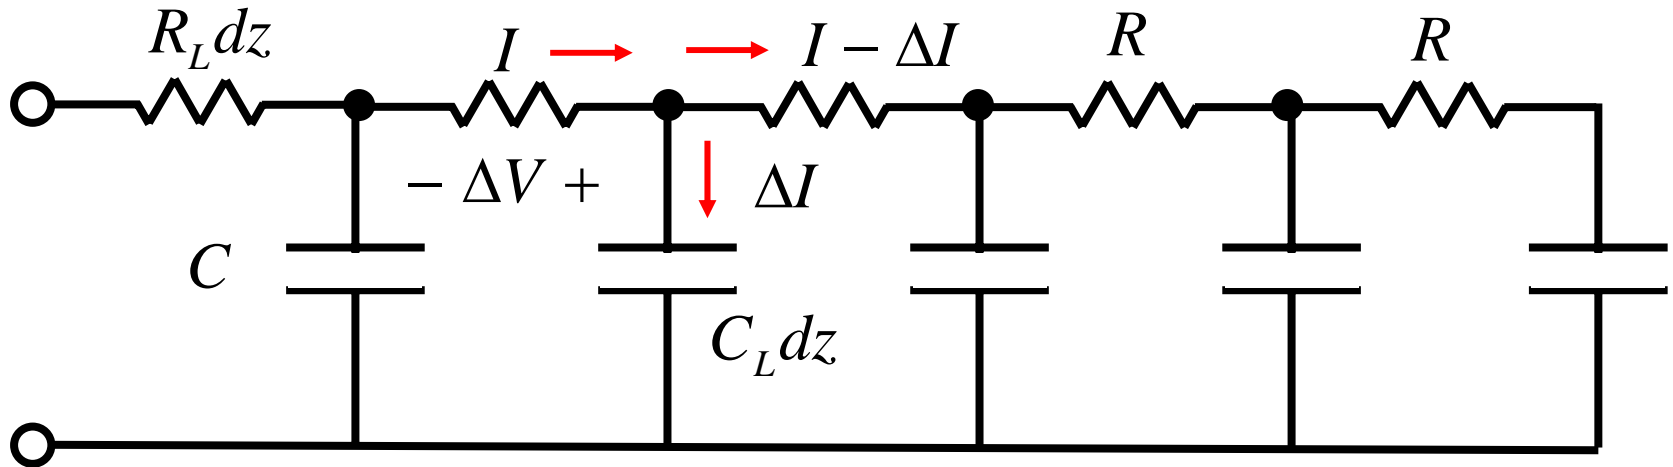 R_L dz
I
I − ΔI
R
R
− ΔV +
ΔI
C
C_L dz